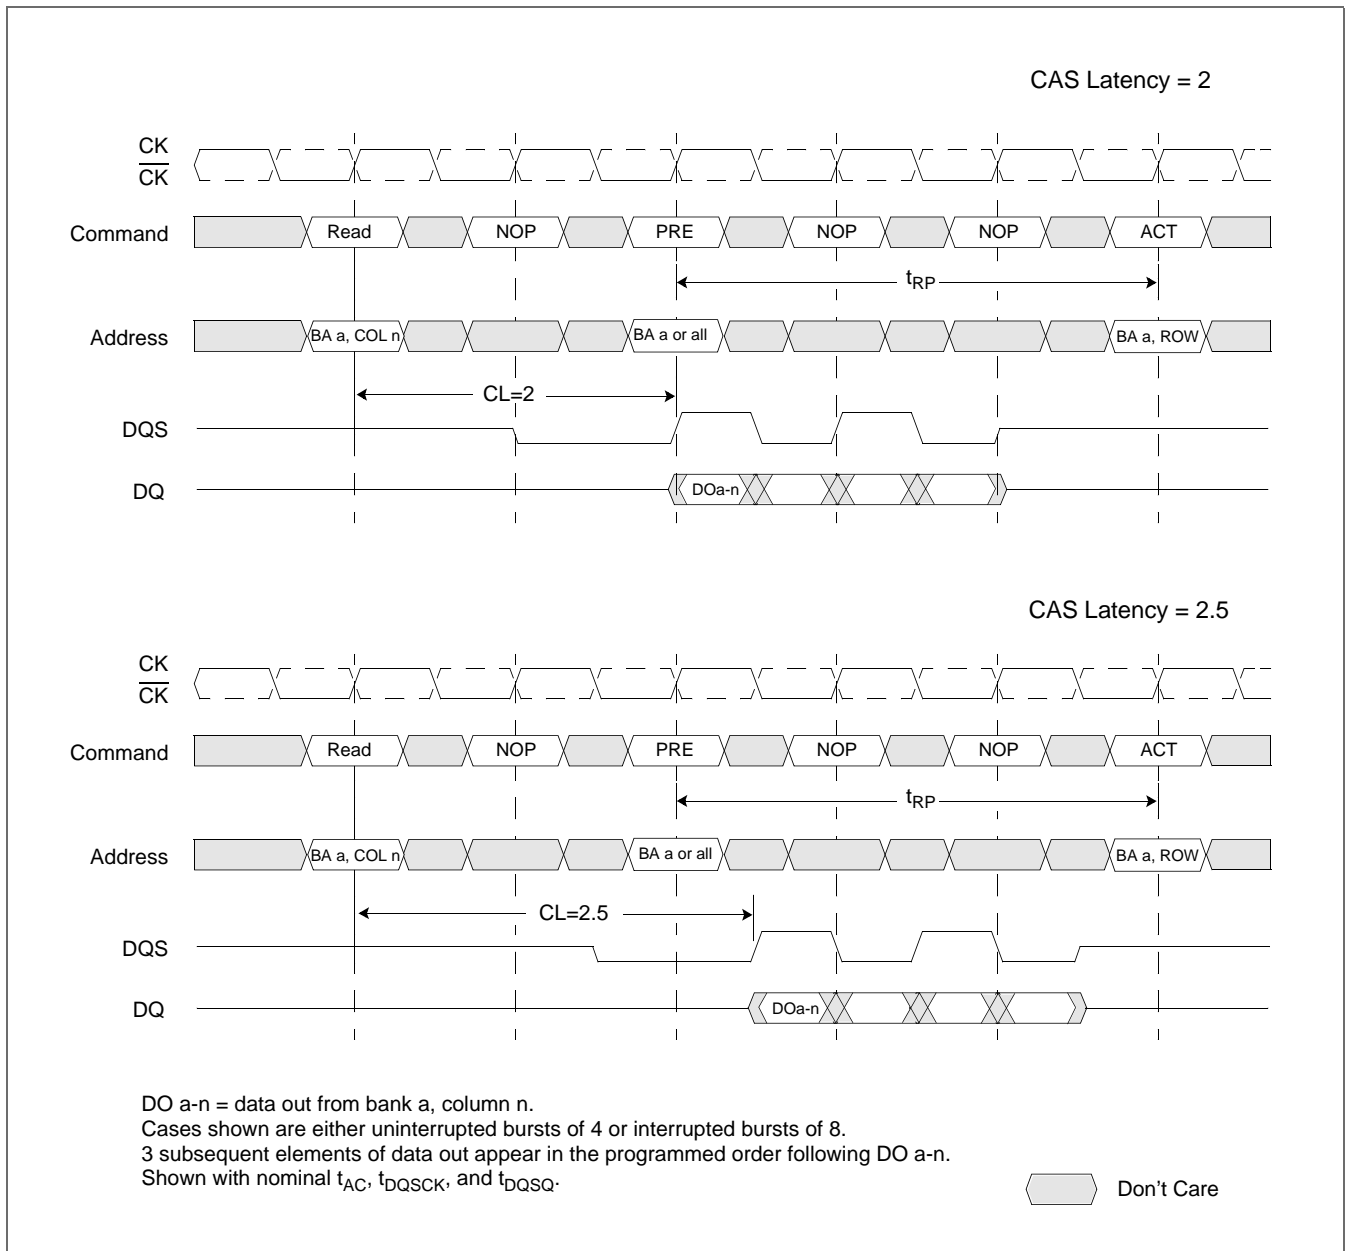 CAS Latency = 2
CK
CK
Command Read NOP PRE NOP NOP ACT
tRP
Address BA a, COL n BA a or all BA a, ROW
CL=2
DQS
DQ DOa-n
CAS Latency = 2.5
CK
CK
Command Read NOP PRE NOP NOP ACT
tRP
Address BA a, COL n BA a or all BA a, ROW
CL=2.5
DQS
DQ DOa-n
DO a-n = data out from bank a, column n.
Cases shown are either uninterrupted bursts of 4 or interrupted bursts of 8.
3 subsequent elements of data out appear in the programmed order following DO a-n.
Shown with nominal tAC, tDQSCK, and tDQSQ.
Don't Care